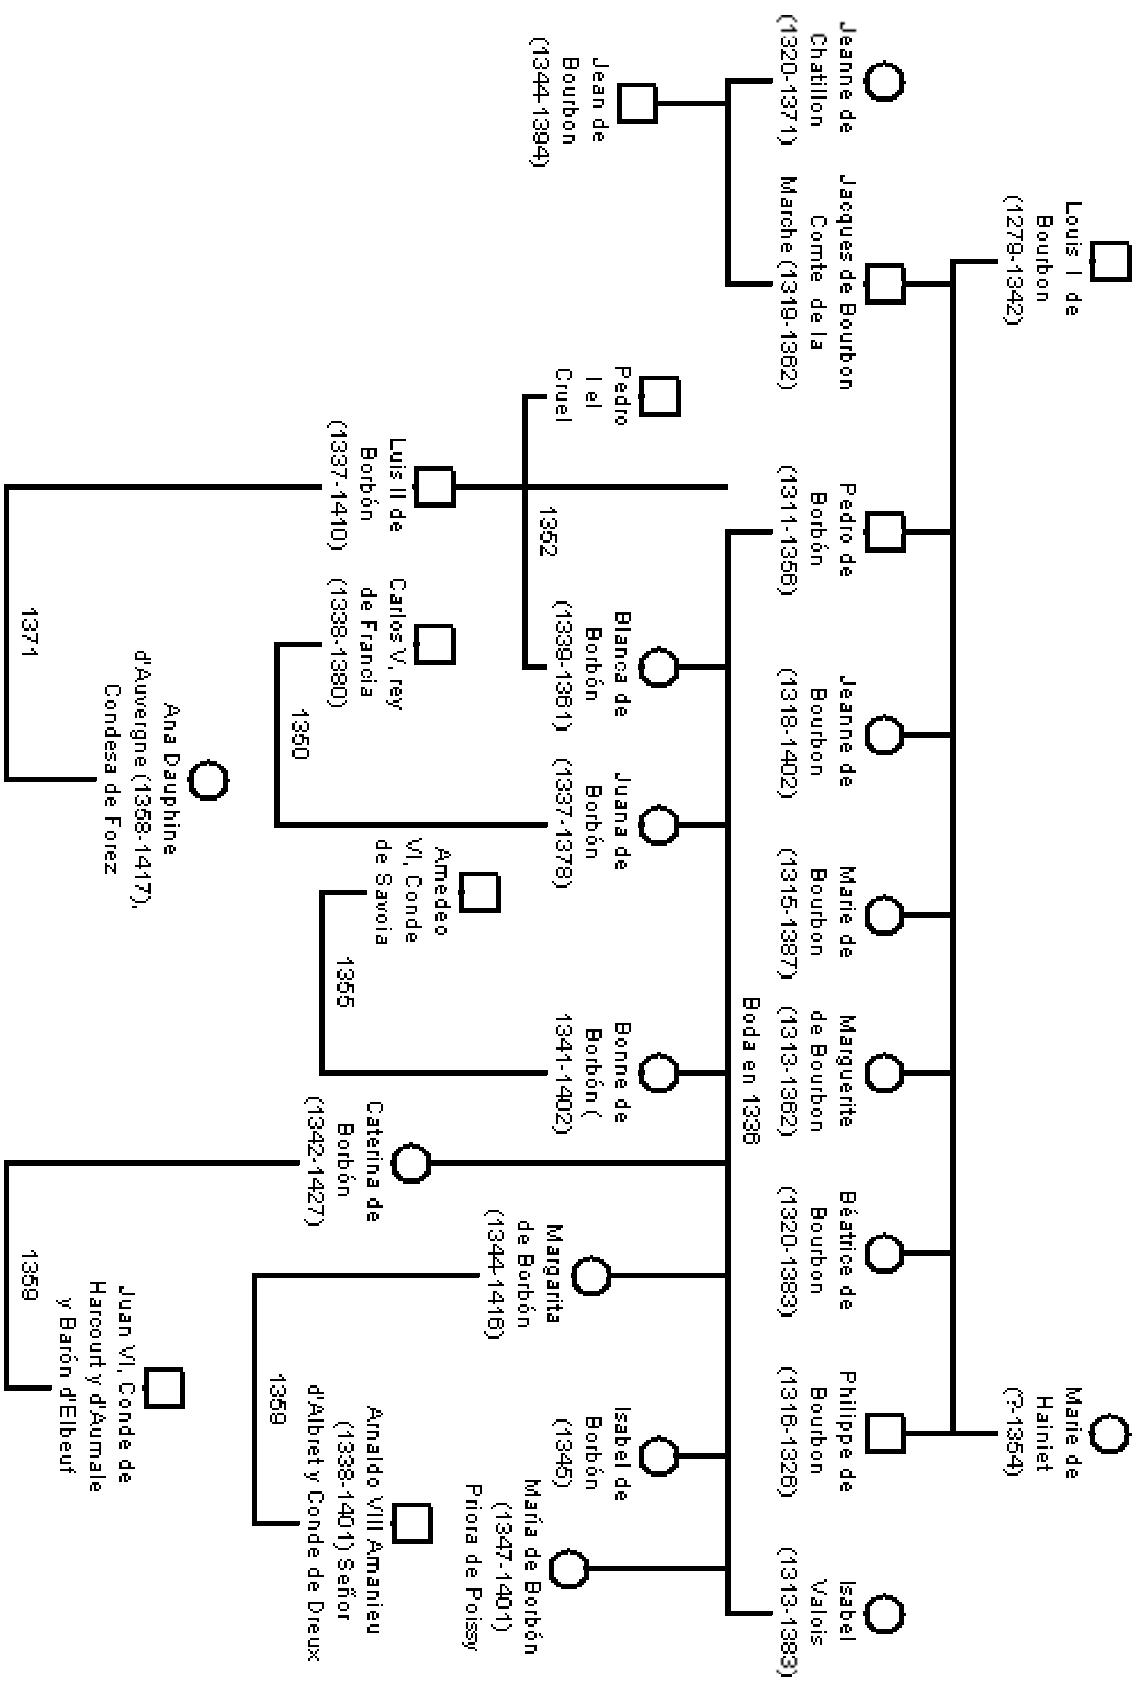 Louis I de
Bourbon
(1279-1342)
Marie de
Hainiet
(?-1354)
Jeanne de
Chatillon
(1320-1371)
Jacques de Bourbon
Comte de la
Marche (1319-1362)
Pedro de
Borbón
(1311-1356)
Jeanne de
Bourbon
(1318-1402)
Marie de
Bourbon
(1315-1387)
Marguerite
de Bourbon
(1313-1362)
Béatrice de
Bourbon
(1320-1383)
Philippe de
Bourbon
(1316-1326)
Isabel
Valois
(1313-1383)
Boda en 1336
Jean de
Bourbon
(1344-1394)
Pedro
I el
Cruel
1352
Blanca de
Borbón
(1339-1361)
Juana de
Borbón
(1337-1378)
Bonne de
Borbón (
1341-1402)
Isabel de
Borbón
(1345)
Margarita
de Borbón
(1344-1416)
María de Borbón
(1347-1401)
Priora de Poissy
Luis II de
Borbón
(1337-1410)
Carlos V, rey
de Francia
(1338-1380)
1350
Amedeo
VI, Conde
de Savoia
1355
Caterina de
Borbón
(1342-1427)
Arnaldo VIII Amanieu
(1338-1401) Señor
d'Albret y Conde de Dreux
1359
Ana Dauphine
d'Auvergne (1358-1417),
Condesa de Forez
1371
Juan VI, Conde de
Harcourt y d'Aumale
y Barón d'Elbeuf
1359